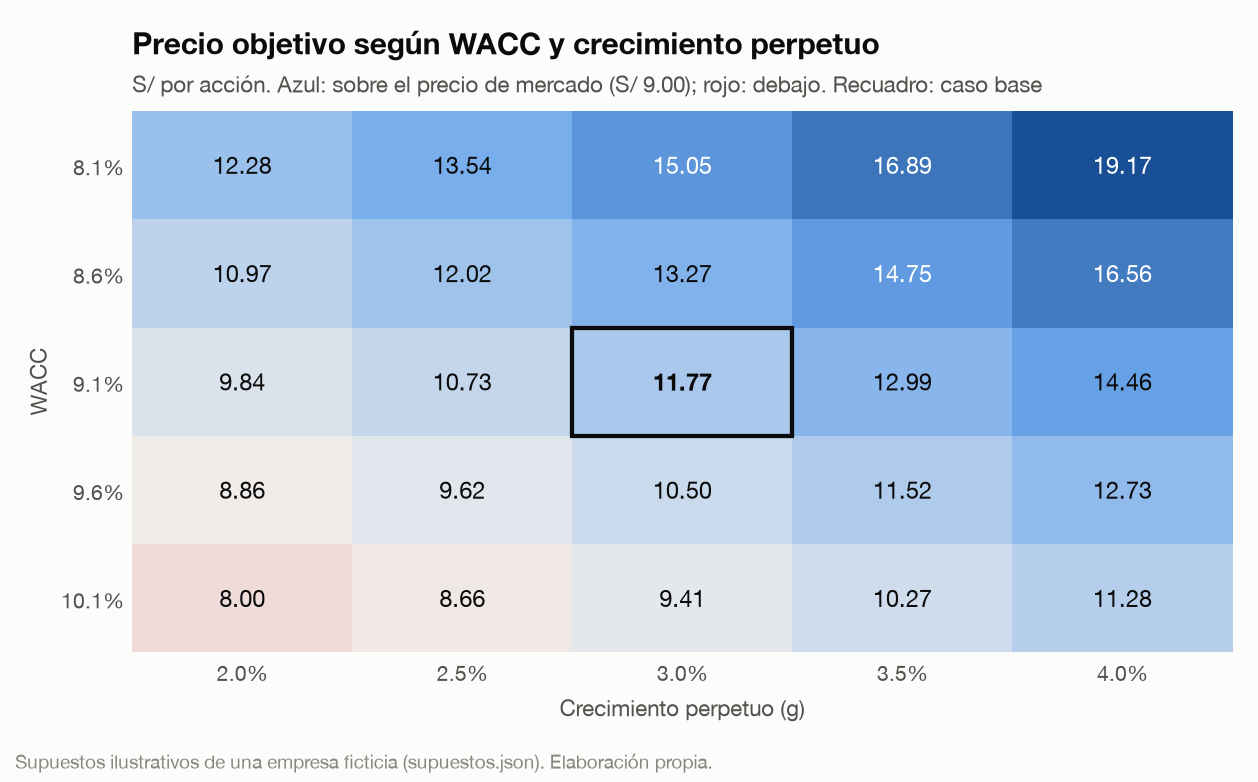 Precio objetivo según WACC y crecimiento perpetuo
S/ por acción. Azul: sobre el precio de mercado (S/ 9.00); rojo: debajo. Recuadro: caso base
8.1% 12.28 13.54 15.05 16.89 19.17
8.6% 10.97 12.02 13.27 14.75 16.56
WACC
9.1% 9.84 10.73 11.77 12.99 14.46
9.6% 8.86 9.62 10.50 11.52 12.73
10.1% 8.00 8.66 9.41 10.27 11.28
2.0% 2.5% 3.0% 3.5% 4.0%
Crecimiento perpetuo (g)
Supuestos ilustrativos de una empresa ficticia (supuestos.json). Elaboración propia.